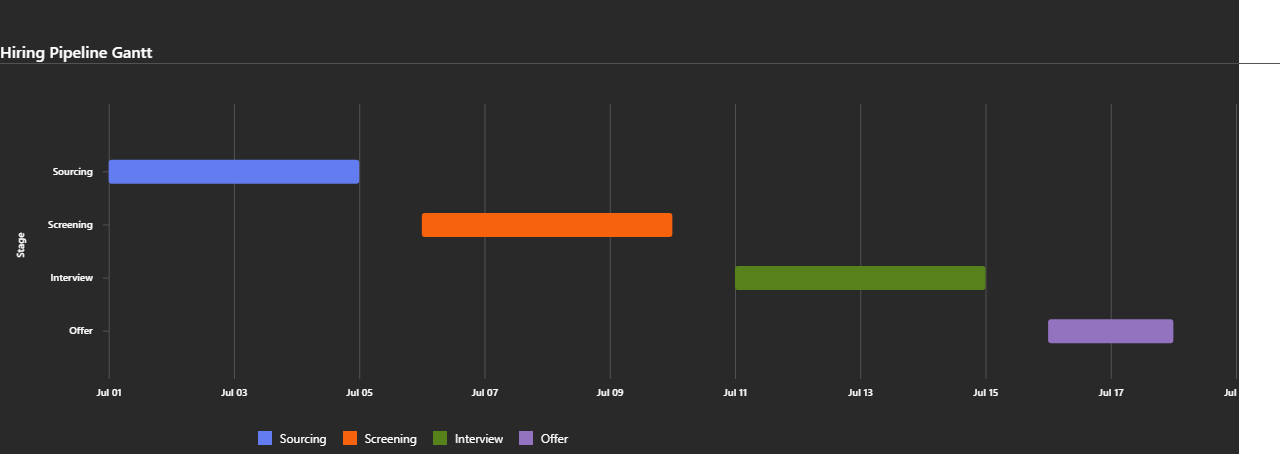 Hiring Pipeline Gantt
Stage
Sourcing
Screening
Interview
Offer
Jul 01 Jul 03 Jul 05 Jul 07 Jul 09 Jul 11 Jul 13 Jul 15 Jul 17 Jul
Sourcing Screening Interview Offer